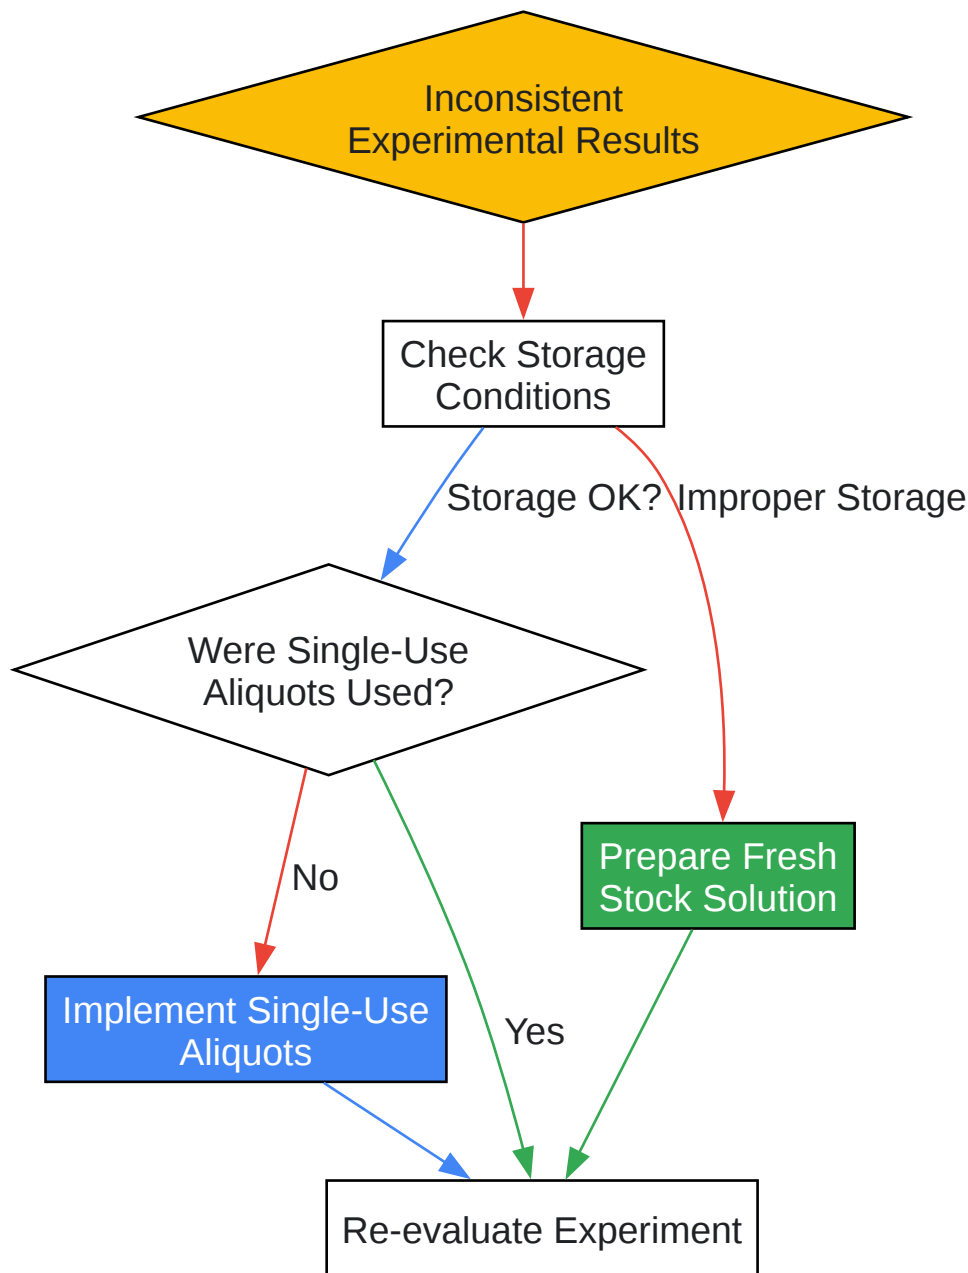 Inconsistent
Experimental Results
Check Storage
Conditions
Storage OK?
Improper Storage
Were Single-Use
Aliquots Used?
Prepare Fresh
Stock Solution
No
Implement Single-Use
Aliquots
Yes
Re-evaluate Experiment